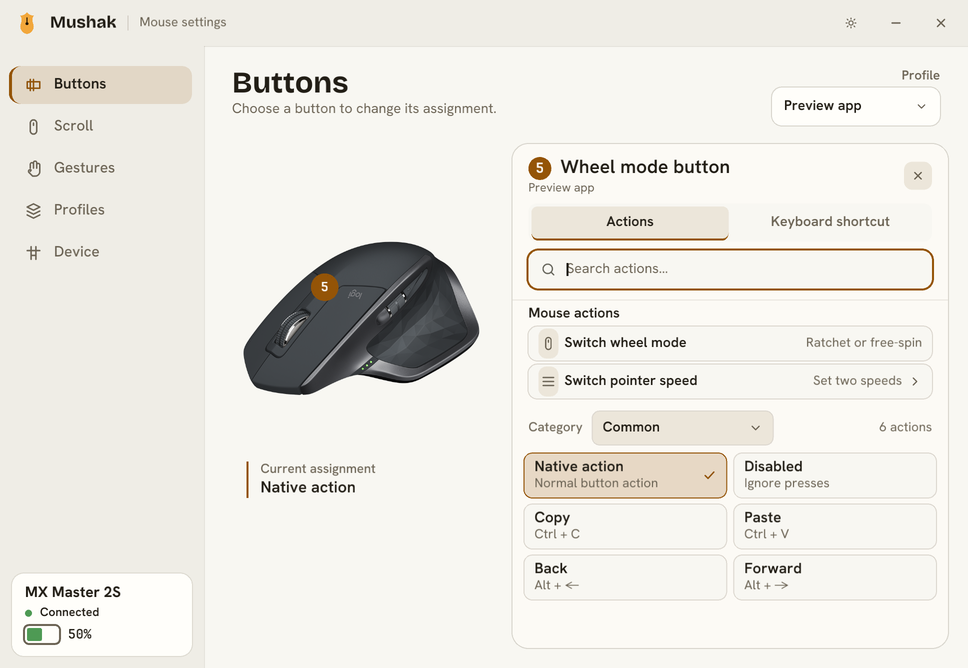 Mushak
Mouse settings
Buttons
Scroll
Gestures
Profiles
Device
MX Master 2S
Connected
50%
Buttons
Choose a button to change its assignment.
Profile
Preview app
5
logi
Current assignment
Native action
5 Wheel mode button
Preview app
Actions
Keyboard shortcut
Search actions...
Mouse actions
Switch wheel mode
Ratchet or free-spin
Switch pointer speed
Set two speeds
Category
Common
6 actions
Native action
Normal button action
Disabled
Ignore presses
Copy
Ctrl + C
Paste
Ctrl + V
Back
Alt + ←
Forward
Alt + →